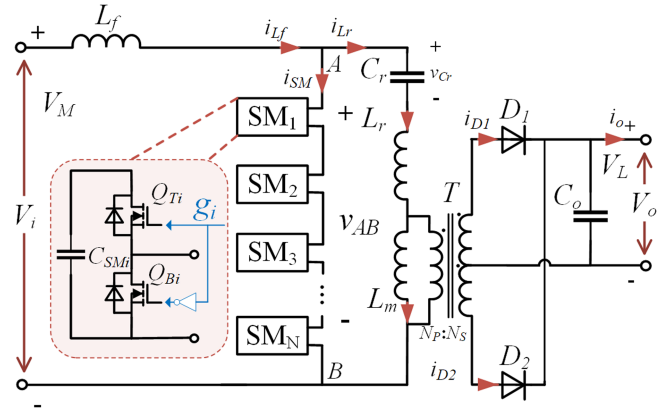 L_f
i_Lf
i_Lr
+
A
+
V_M
i_SM
C_r
v_Cr
-
SM_1
+
L_r
i_D1
D_1
i_o+
Q_Ti
g_i
SM_2
T
V_L
V_i
C_SMi
v_AB
C_o
V_o
Q_Bi
SM_3
L_m
-
...
-
SM_N
N_P:N_S
D_2
B
i_D2
-